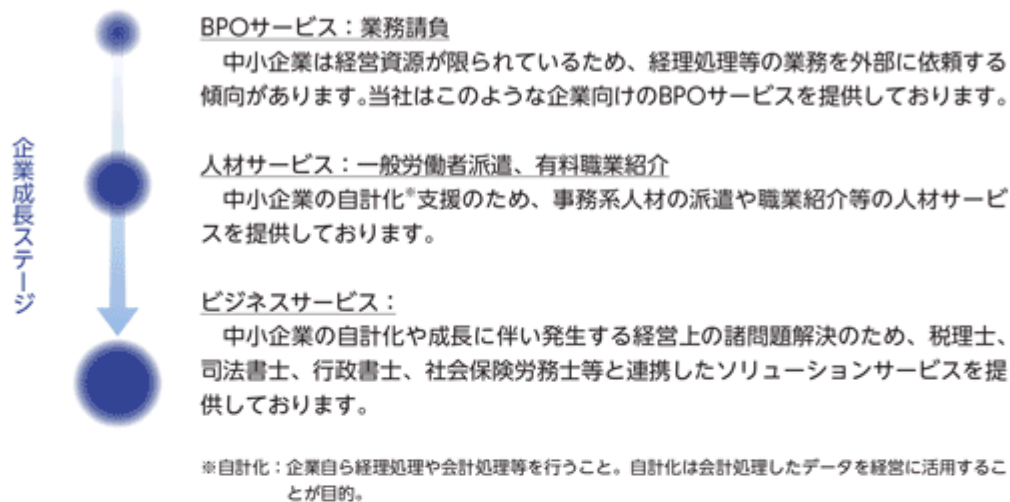 企業成長ステージ
BPOサービス：業務請負
中小企業は経営資源が限られているため、経理処理等の業務を外部に依頼する
傾向があります。当社はこのような企業向けのBPOサービスを提供しております。
人材サービス：一般労働者派遣、有料職業紹介
中小企業の自計化※支援のため、事務系人材の派遣や職業紹介等の人材サービ
スを提供しております。
ビジネスサービス：
中小企業の自計化や成長に伴い発生する経営上の諸問題解決のため、税理士、
司法書士、行政書士、社会保険労務士等と連携したソリューションサービスを提
供しております。
※自計化：企業自ら経理処理や会計処理等を行うこと。自計化は会計処理したデータを経営に活用するこ
とが目的。